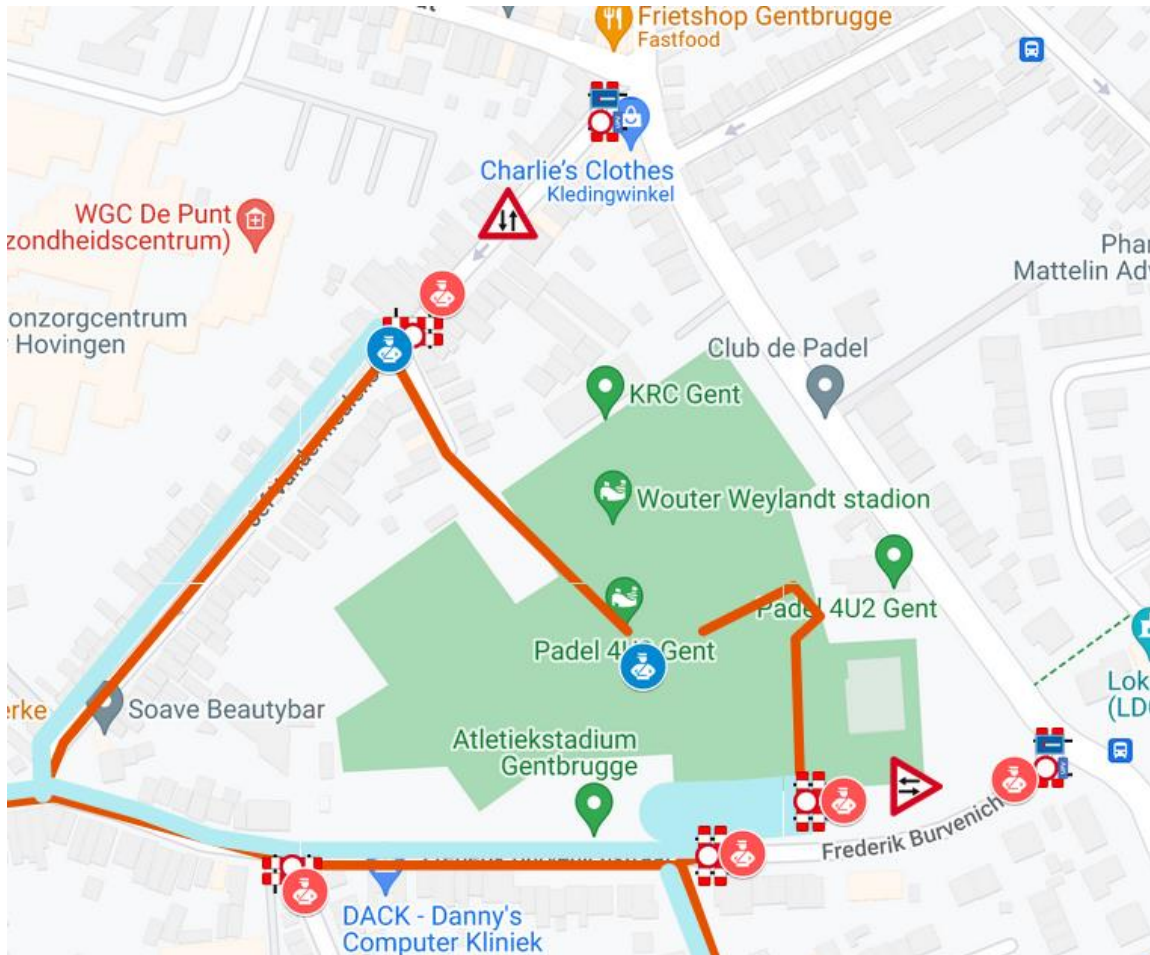 Frietshop Gentbrugge
Fastfood
Charlie's Clothes
Kledingwinkel
WGC De Punt
zondheidscentrum)
Phar
Mattelin Adv
onzorgcentrum
Hovingen
Club de Padel
KRC Gent
Wouter Weylandt stadion
Padel 4U2 Gent
Padel 4U2 Gent
Lok
(LD
erke
Soave Beautybar
Atletiekstadium
Gentbrugge
Frederik Burvenich
DACK - Danny's
Computer Kliniek